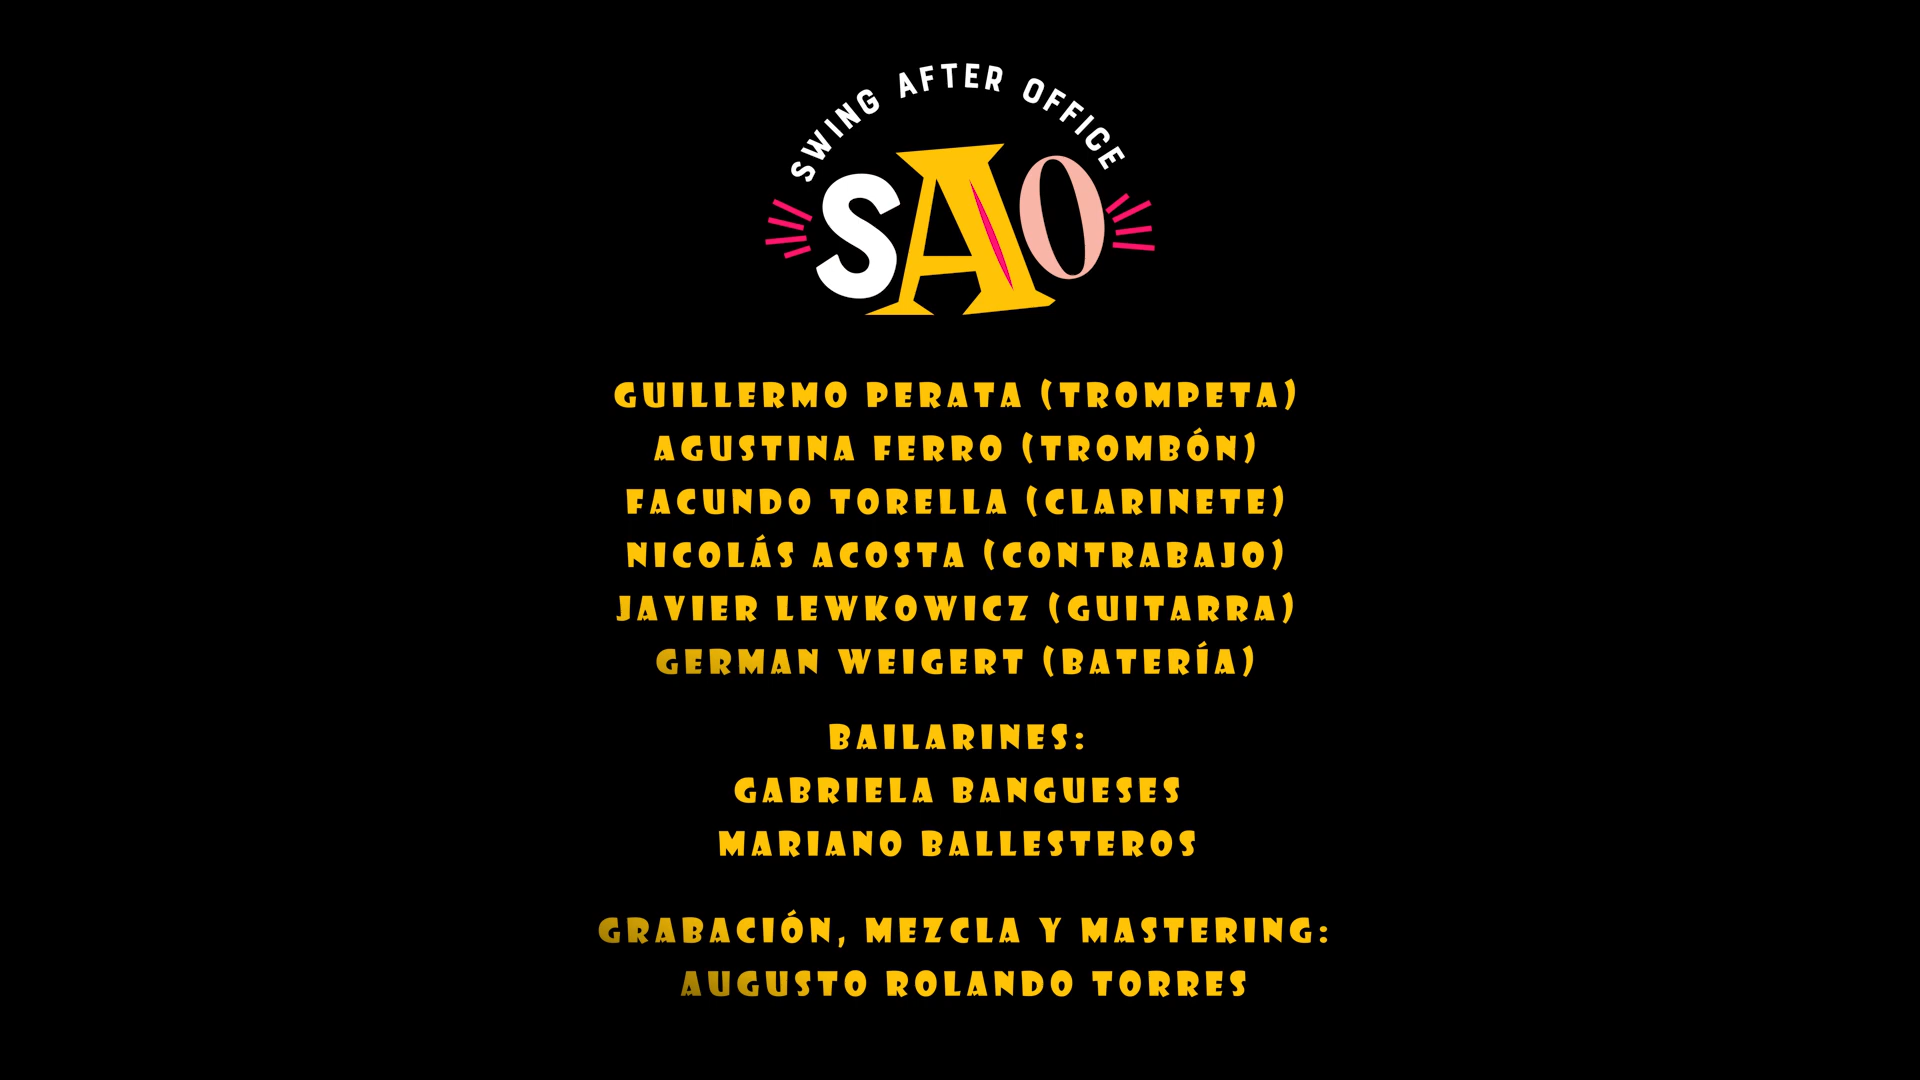 SWING AFTER OFFICE
SAO
GUILLERMO PERATA (TROMPETA)
AGUSTINA FERRO (TROMBÓN)
FACUNDO TORELLA (CLARINETE)
NICOLÁS ACOSTA (CONTRABAJO)
JAVIER LEWKOWICZ (GUITARRA)
GERMAN WEIGERT (BATERÍA)
BAILARINES:
GABRIELA BANGUESES
MARIANO BALLESTEROS
GRABACIÓN, MEZCLA Y MASTERING:
AUGUSTO ROLANDO TORRES